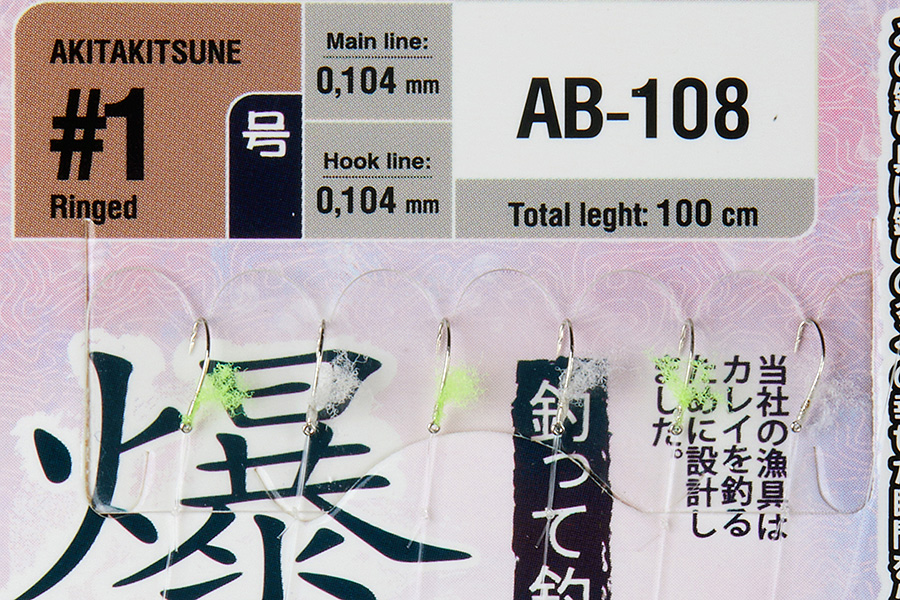 AKITAKITSUNE
#1
Ringed
号
Main line:
0,104 mm
Hook line:
0,104 mm
AB-108
Total leght: 100 cm
当社の漁具は
カレイを釣る
ために設計し
ました。
釣って釣
爆